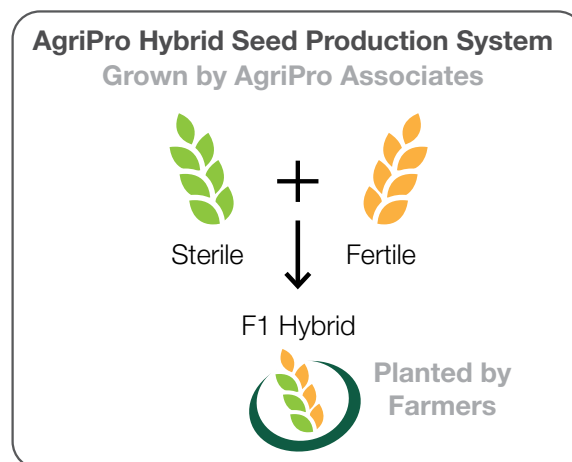 AgriPro Hybrid Seed Production System
Grown by AgriPro Associates
Sterile
Fertile
F1 Hybrid
Planted by
Farmers